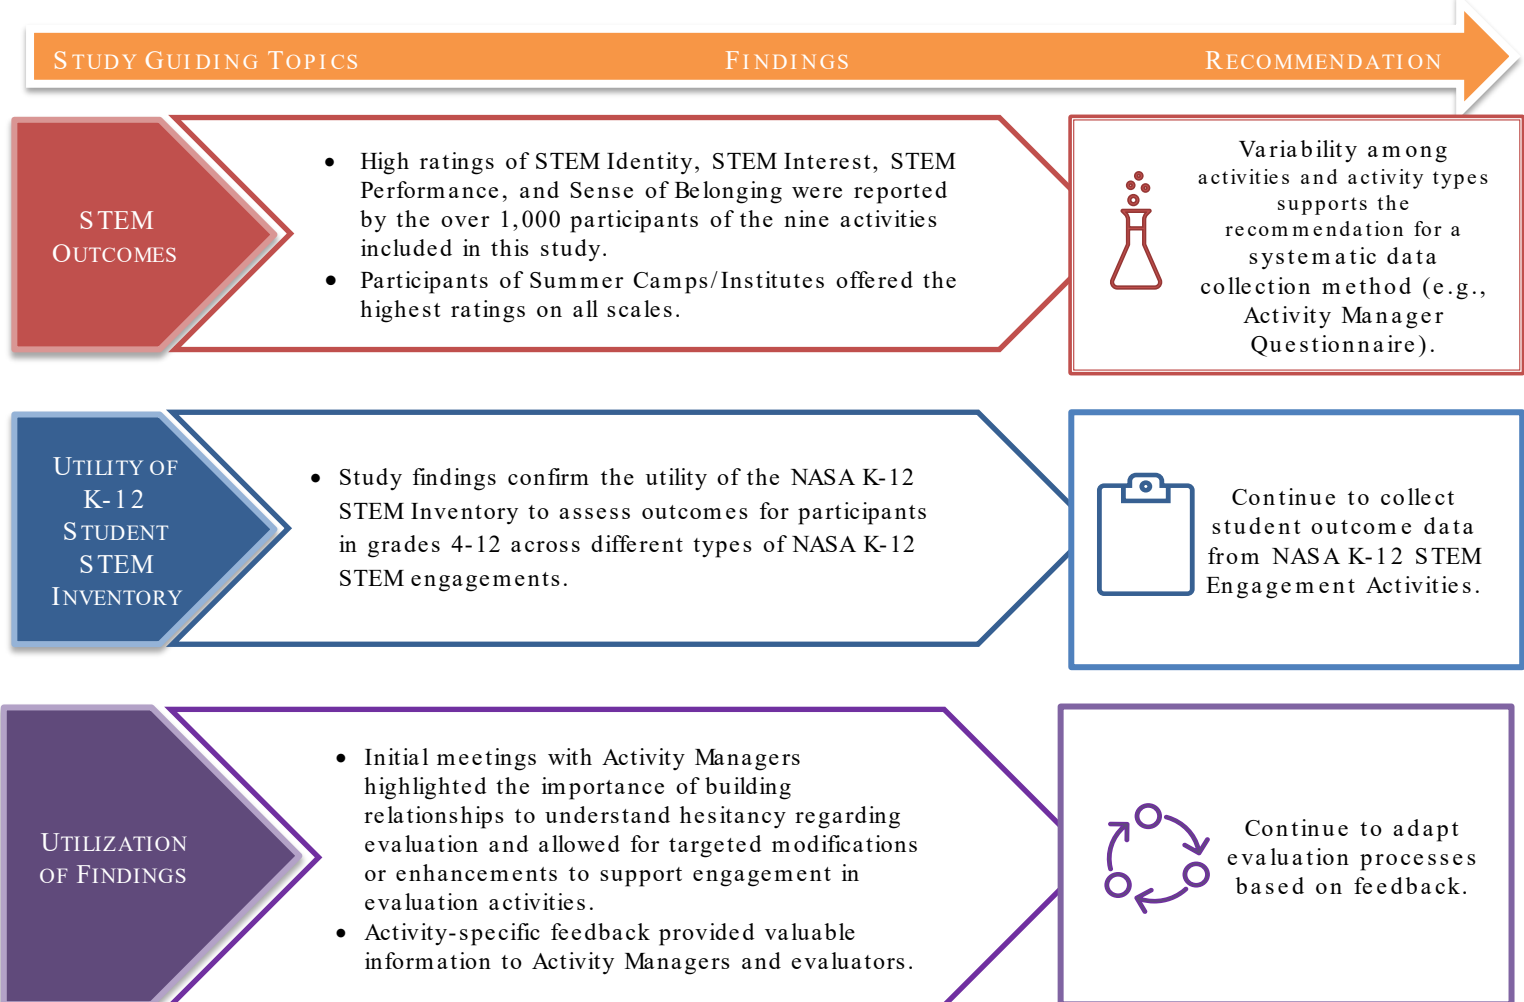 STUDY GUIDING TOPICS FINDINGS RECOMMENDATION
STEM
OUTCOMES
• High ratings of STEM Identity, STEM Interest, STEM
Performance, and Sense of Belonging were reported
by the over 1,000 participants of the nine activities
included in this study.
• Participants of Summer Camps/Institutes offered the
highest ratings on all scales.
Variability among
activities and activity types
supports the
recommendation for a
systematic data
collection method (e.g.,
Activity Manager
Questionnaire).
UTILITY OF
K-12
STUDENT
STEM
INVENTORY
• Study findings confirm the utility of the NASA K-12
STEM Inventory to assess outcomes for participants
in grades 4-12 across different types of NASA K-12
STEM engagements.
Continue to collect
student outcome data
from NASA K-12 STEM
Engagement Activities.
UTILIZATION
OF FINDINGS
• Initial meetings with Activity Managers
highlighted the importance of building
relationships to understand hesitancy regarding
evaluation and allowed for targeted modifications
or enhancements to support engagement in
evaluation activities.
• Activity-specific feedback provided valuable
information to Activity Managers and evaluators.
Continue to adapt
evaluation processes
based on feedback.